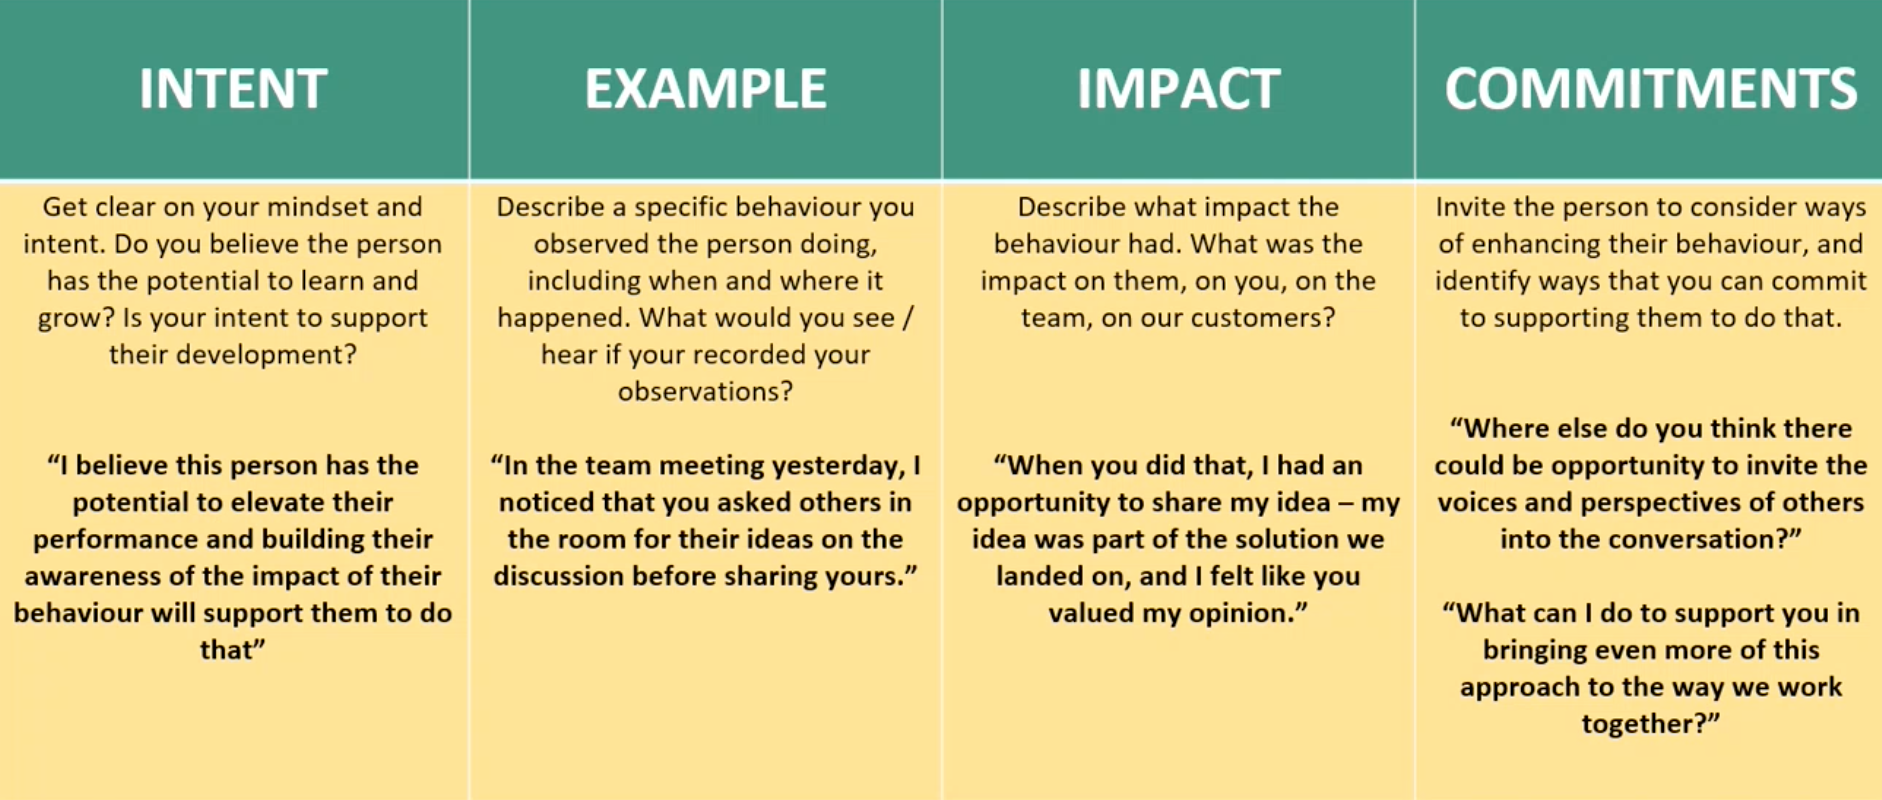 INTENT
EXAMPLE
IMPACT
COMMITMENTS
Get clear on your mindset and
intent. Do you believe the person
has the potential to learn and
grow? Is your intent to support
their development?
“I believe this person has the
potential to elevate their
performance and building their
awareness of the impact of their
behaviour will support them to do
that”
Describe a specific behaviour you
observed the person doing,
including when and where it
happened. What would you see /
hear if your recorded your
observations?
“In the team meeting yesterday, I
noticed that you asked others in
the room for their ideas on the
discussion before sharing yours.”
Describe what impact the
behaviour had. What was the
impact on them, on you, on the
team, on our customers?
“When you did that, I had an
opportunity to share my idea – my
idea was part of the solution we
landed on, and I felt like you
valued my opinion.”
Invite the person to consider ways
of enhancing their behaviour, and
identify ways that you can commit
to supporting them to do that.
“Where else do you think there
could be opportunity to invite the
voices and perspectives of others
into the conversation?”
“What can I do to support you in
bringing even more of this
approach to the way we work
together?”